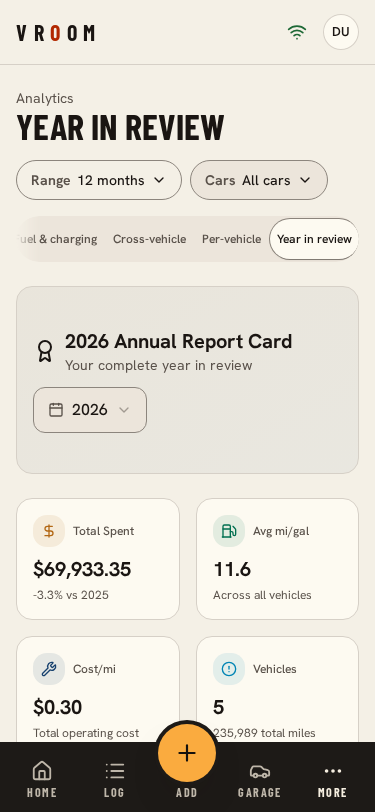 VROOM
DU
Analytics
YEAR IN REVIEW
Range 12 months
Cars All cars
uel & charging
Cross-vehicle
Per-vehicle
Year in review
2026 Annual Report Card
Your complete year in review
2026
Total Spent
$69,933.35
-3.3% vs 2025
Avg mi/gal
11.6
Across all vehicles
Cost/mi
$0.30
Total operating cost
Vehicles
5
235,989 total miles
HOME
LOG
ADD
GARAGE
MORE